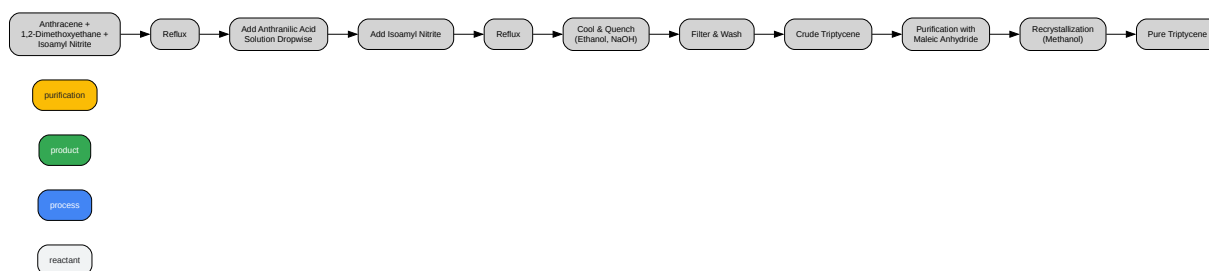 Anthracene +
1,2-Dimethoxyethane +
Isoamyl Nitrite
Reflux
Add Anthranilic Acid
Solution Dropwise
Add Isoamyl Nitrite
Reflux
Cool & Quench
(Ethanol, NaOH)
Filter & Wash
Crude Triptycene
Purification with
Maleic Anhydride
Recrystallization
(Methanol)
Pure Triptycene
purification
product
process
reactant